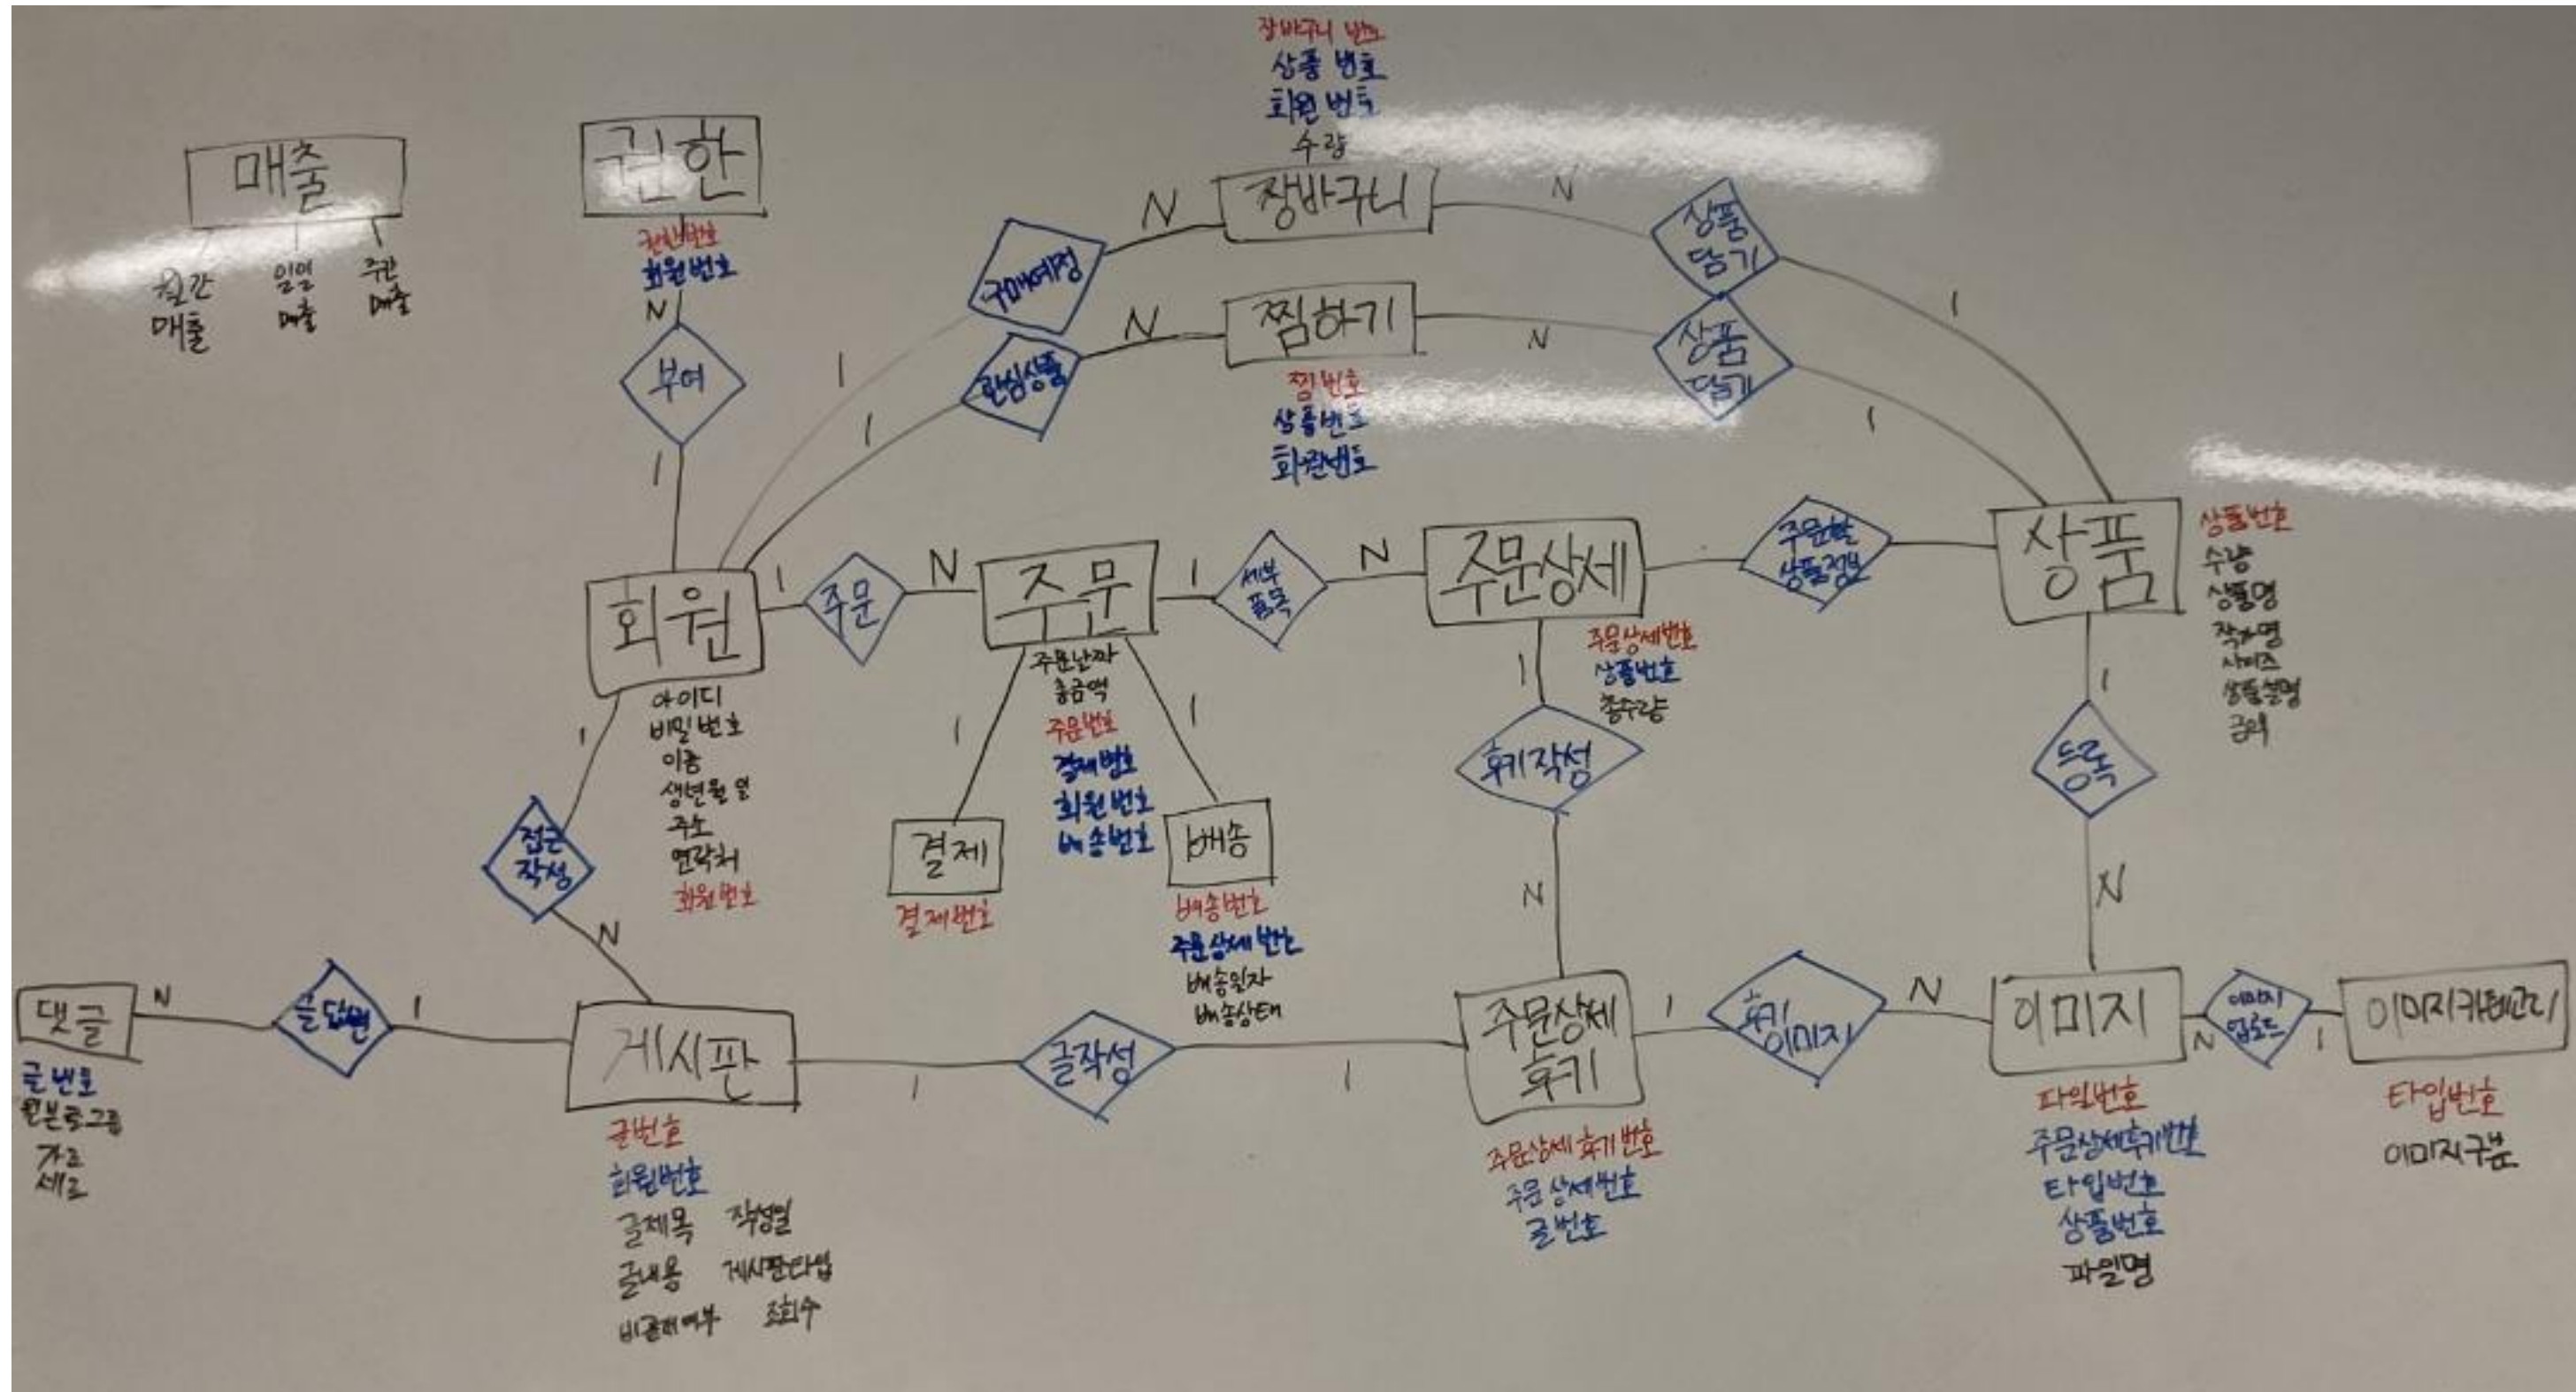 장바구니 번호
상품 번호
회원 번호
수량
매출
월간
매출
일일
매출
주간
매출
권한
권한번호
회원번호
N
부여
1
구매예정
N
장바구니
N
상품
담기
1
1
관심상품
N
찜하기
N
상품
담기
1
1
찜 번호
상품번호
회원번호
회원
1
주문
N
주문
1
세부
품목
N
주문상세
주문할
상품정보
상품
상품번호
수량
상품명
작가명
사이즈
상품설명
금액
아이디
비밀번호
이름
생년월일
주소
연락처
회원번호
주문날짜
총금액
주문번호
결제번호
회원번호
배송번호
1
1
결제
결제번호
배송
배송번호
주문상세 번호
배송일자
배송상태
주문상세번호
상품번호
총수량
1
후기작성
N
1
등록
N
1
작성
N
댓글
N
글답변
1
글번호
가로
세로
게시판
1
글작성
1
글번호
회원번호
글제목 작성일
글내용 게시판타입
비공개여부 조회수
주문상세
후기
1
후기
이미지
N
주문상세 후기 번호
주문상세번호
글번호
이미지
N
이미지
업로드
1
이미지카테고리
파일번호
주문상세후기번호
타입번호
상품번호
파일명
타입번호
이미지구분